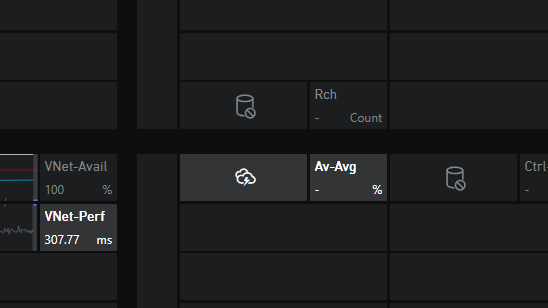 Rch
- Count
VNet-Avail
100 %
Av-Avg
- %
Ctrl-
-
VNet-Perf
307.77 ms